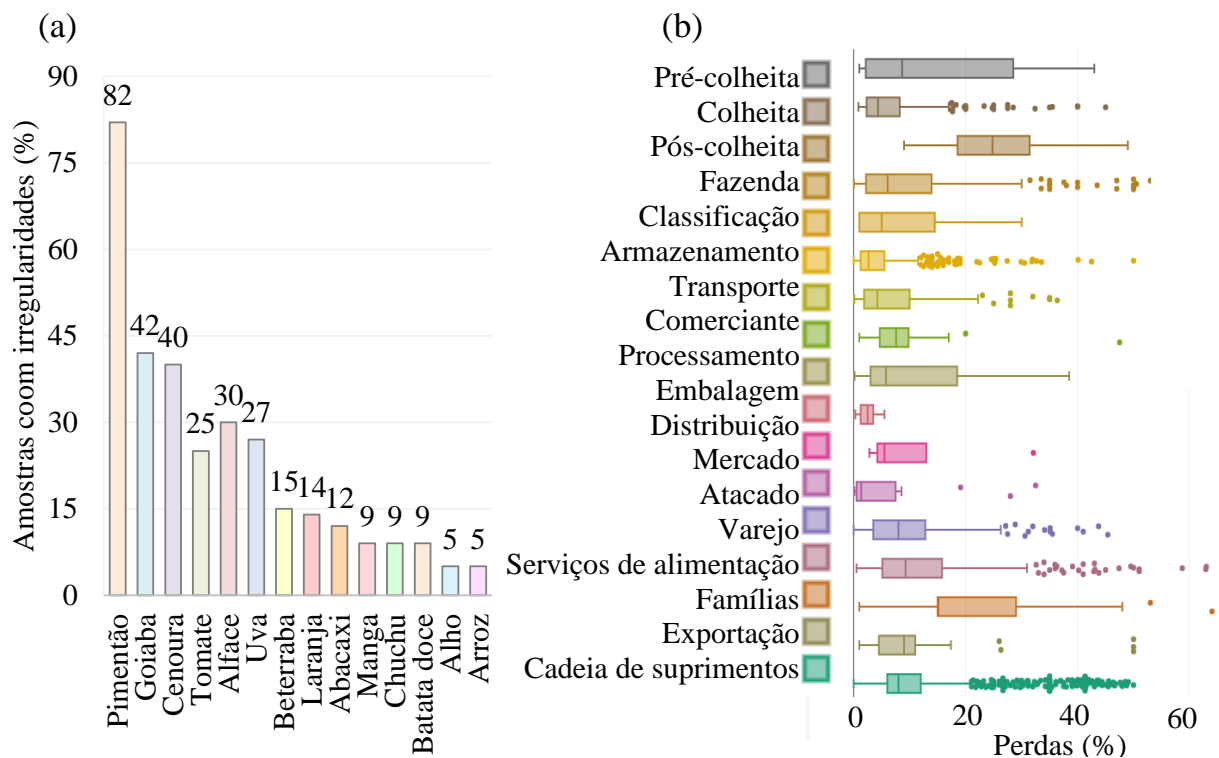 (a)
Amostras coom irregularidades (%)
90
75
60
45
30
15
0
82
42
40
25
30
27
15
14
12
9
9
9
5
5
Pimentão
Goiaba
Cenoura
Tomate
Alface
Uva
Beterraba
Laranja
Abacaxi
Manga
Chuchu
Batata doce
Alho
Arroz
(b)
Pré-colheita
Colheita
Pós-colheita
Fazenda
Classificação
Armazenamento
Transporte
Comerciante
Processamento
Embalagem
Distribuição
Mercado
Atacado
Varejo
Serviços de alimentação
Famílias
Exportação
Cadeia de suprimentos
0 20 40 60
Perdas (%)